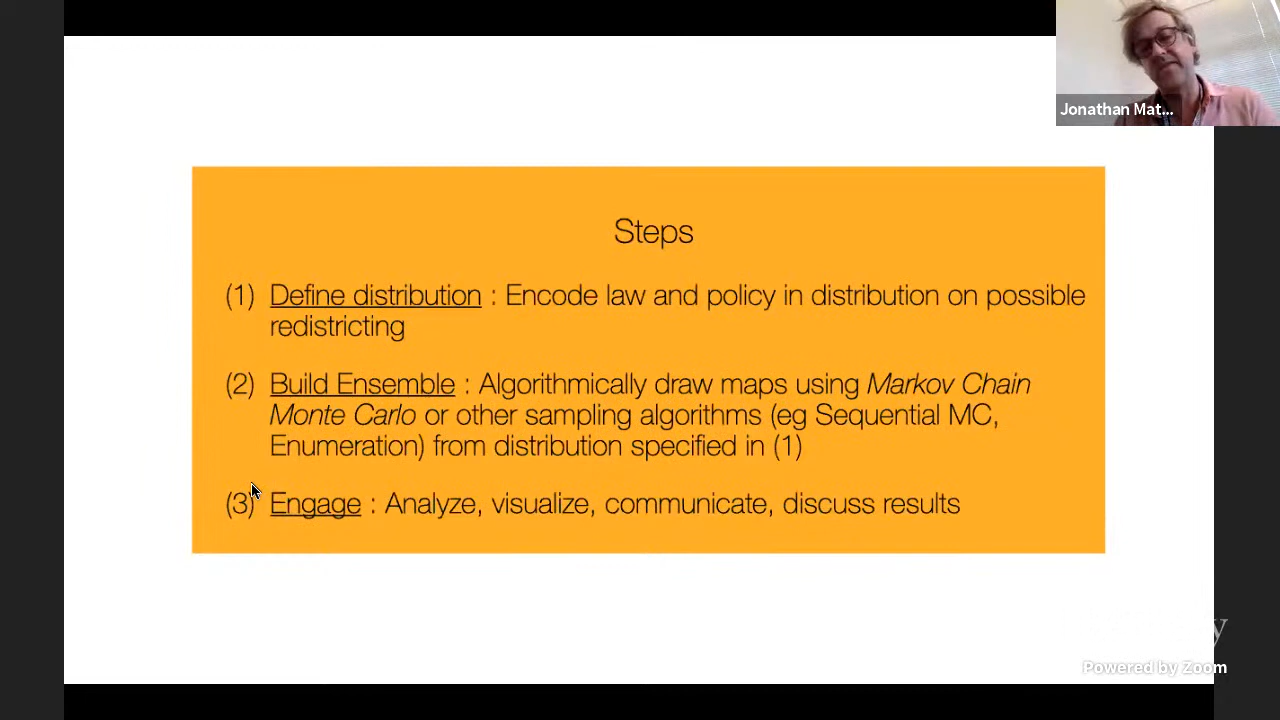 Jonathan Mat...
Steps
(1) Define distribution : Encode law and policy in distribution on possible
redistricting
(2) Build Ensemble : Algorithmically draw maps using Markov Chain
Monte Carlo or other sampling algorithms (eg Sequential MC,
Enumeration) from distribution specified in (1)
(3) Engage : Analyze, visualize, communicate, discuss results
Powered by Zoom